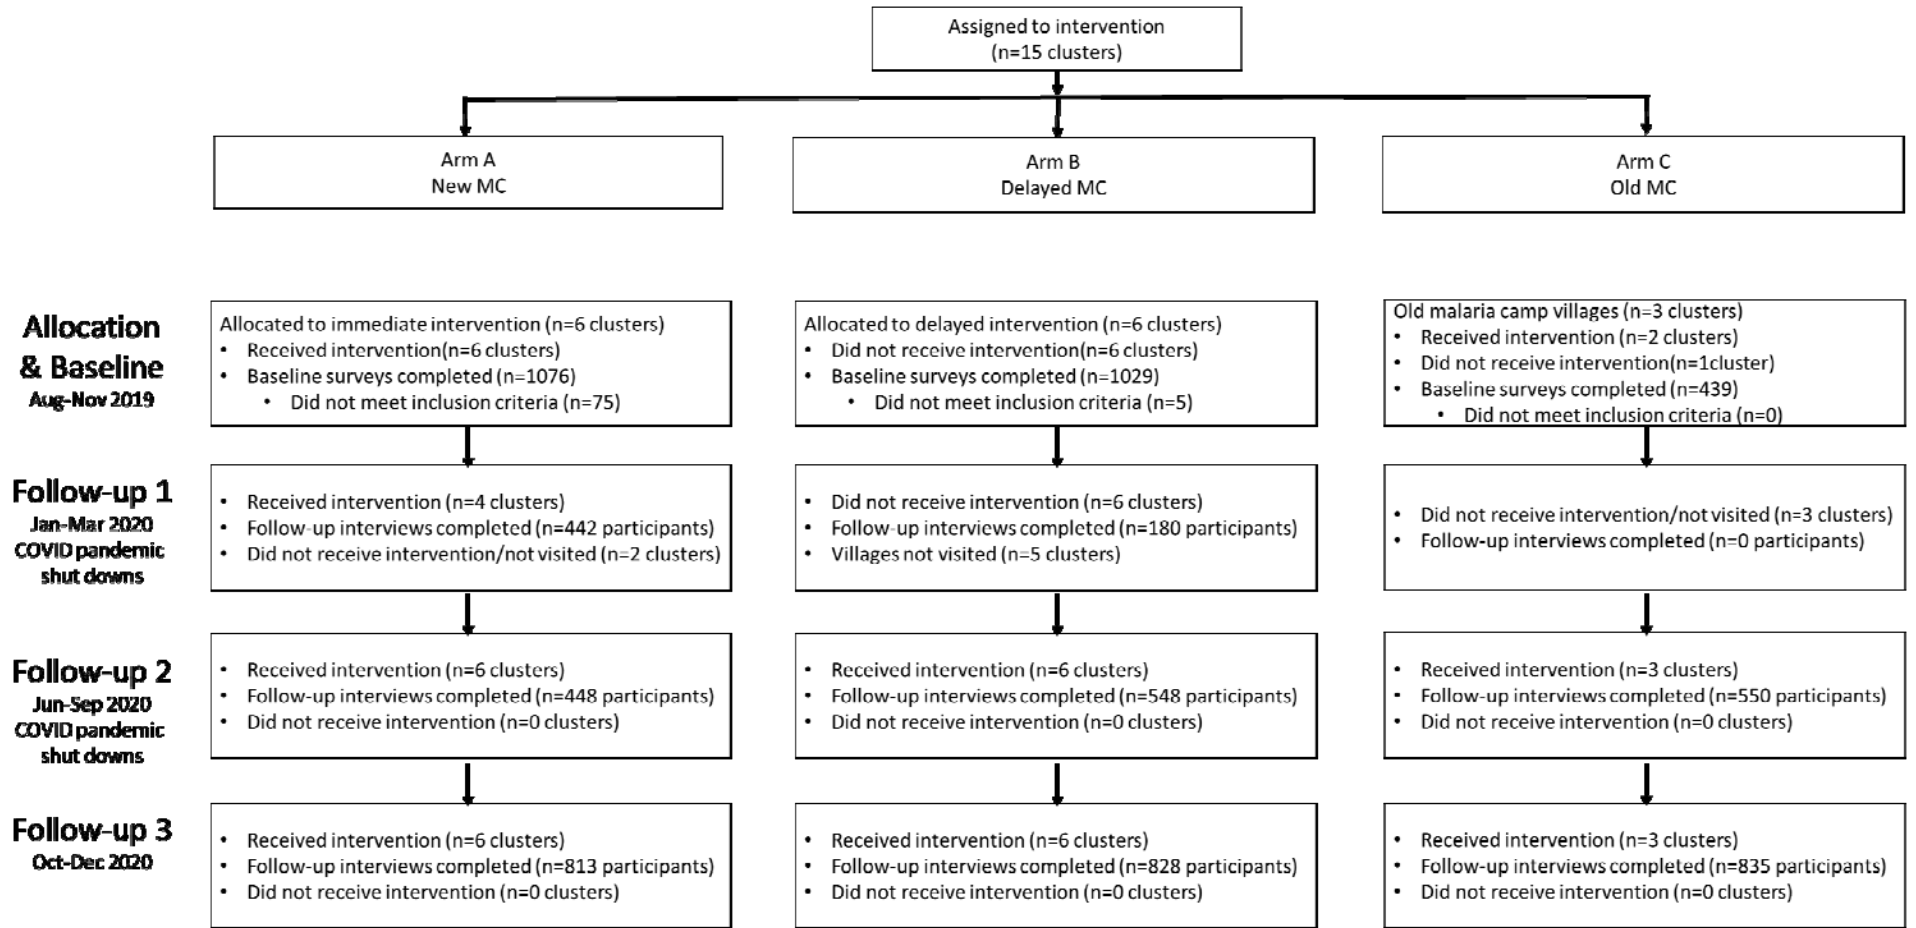 Assigned to intervention
(n=15 clusters)
Arm A
New MC
Arm B
Delayed MC
Arm C
Old MC
Allocation
& Baseline
Aug-Nov 2019
Allocated to immediate intervention (n=6 clusters)
• Received intervention(n=6 clusters)
• Baseline surveys completed (n=1076)
• Did not meet inclusion criteria (n=75)
Allocated to delayed intervention (n=6 clusters)
• Did not receive intervention(n=6 clusters)
• Baseline surveys completed (n=1029)
• Did not meet inclusion criteria (n=5)
Old malaria camp villages (n=3 clusters)
• Received intervention (n=2 clusters)
• Did not receive intervention(n=1cluster)
• Baseline surveys completed (n=439)
• Did not meet inclusion criteria (n=0)
Follow-up 1
Jan-Mar 2020
COVID pandemic
shut downs
• Received intervention (n=4 clusters)
• Follow-up interviews completed (n=442 participants)
• Did not receive intervention/not visited (n=2 clusters)
• Did not receive intervention (n=6 clusters)
• Follow-up interviews completed (n=180 participants)
• Villages not visited (n=5 clusters)
• Did not receive intervention/not visited (n=3 clusters)
• Follow-up interviews completed (n=0 participants)
Follow-up 2
Jun-Sep 2020
COVID pandemic
shut downs
• Received intervention (n=6 clusters)
• Follow-up interviews completed (n=448 participants)
• Did not receive intervention (n=0 clusters)
• Received intervention (n=6 clusters)
• Follow-up interviews completed (n=548 participants)
• Did not receive intervention (n=0 clusters)
• Received intervention (n=3 clusters)
• Follow-up interviews completed (n=550 participants)
• Did not receive intervention (n=0 clusters)
Follow-up 3
Oct-Dec 2020
• Received intervention (n=6 clusters)
• Follow-up interviews completed (n=813 participants)
• Did not receive intervention (n=0 clusters)
• Received intervention (n=6 clusters)
• Follow-up interviews completed (n=828 participants)
• Did not receive intervention (n=0 clusters)
• Received intervention (n=3 clusters)
• Follow-up interviews completed (n=835 participants)
• Did not receive intervention (n=0 clusters)